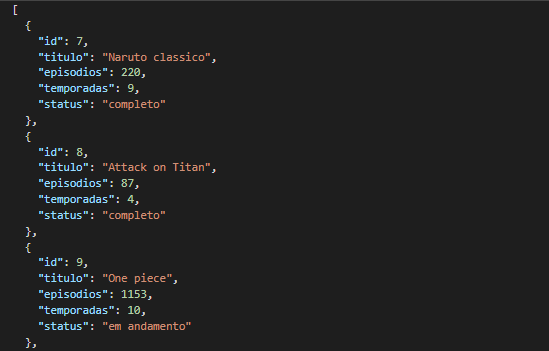 [
  {
    "id": 7,
    "titulo": "Naruto classico",
    "episodios": 220,
    "temporadas": 9,
    "status": "completo"
  },
  {
    "id": 8,
    "titulo": "Attack on Titan",
    "episodios": 87,
    "temporadas": 4,
    "status": "completo"
  },
  {
    "id": 9,
    "titulo": "One piece",
    "episodios": 1153,
    "temporadas": 10,
    "status": "em andamento"
  },